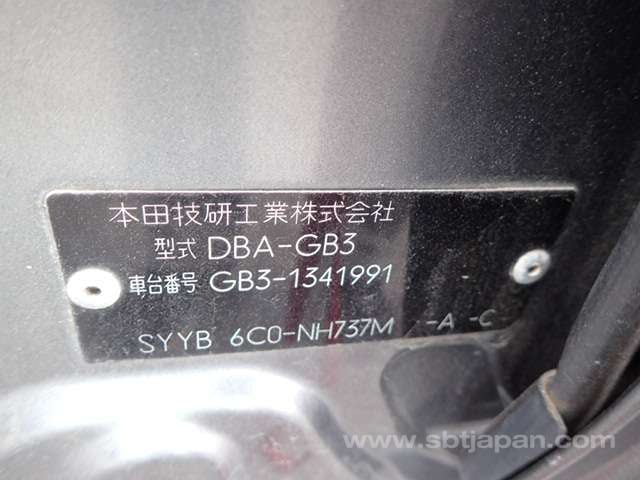 本田技研工業株式会社
型式 DBA-GB3
車台番号 GB3-1341991
SYYB 6C0-NH737M -A -C
www.sbtjapan.com